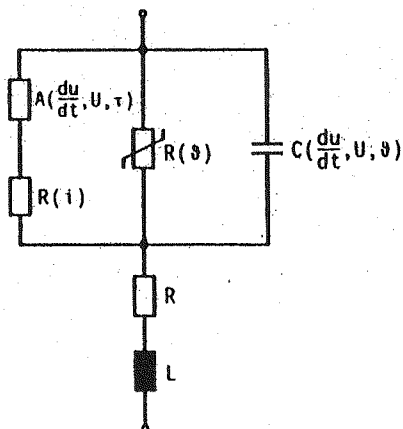 A(du/dt, U, τ)
R(i)
R(ϑ)
C(du/dt, U, ϑ)
R
L